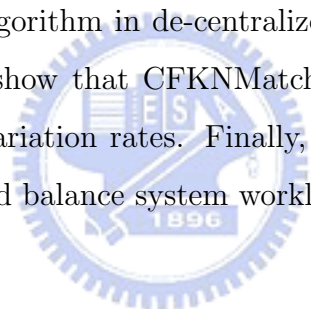 gorithm in de-centralize
show that CFKNMatch
ariation rates. Finally,
d balance system workl
E S
1896